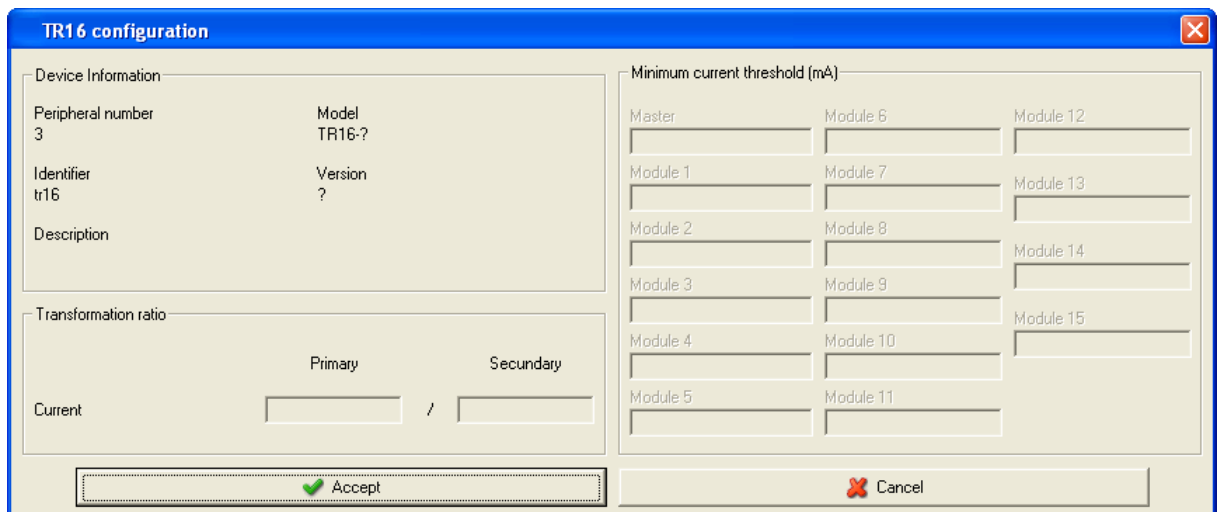 TR16 configuration
Device Information
Peripheral number
Model
3
TR16-?
Identifier
Version
tr16
?
Description
Transformation ratio
Primary
Secundary
Current
/
Minimum current threshold (mA)
Master
Module 6
Module 12
Module 1
Module 7
Module 13
Module 2
Module 8
Module 14
Module 3
Module 9
Module 15
Module 4
Module 10
Module 5
Module 11
Accept
Cancel